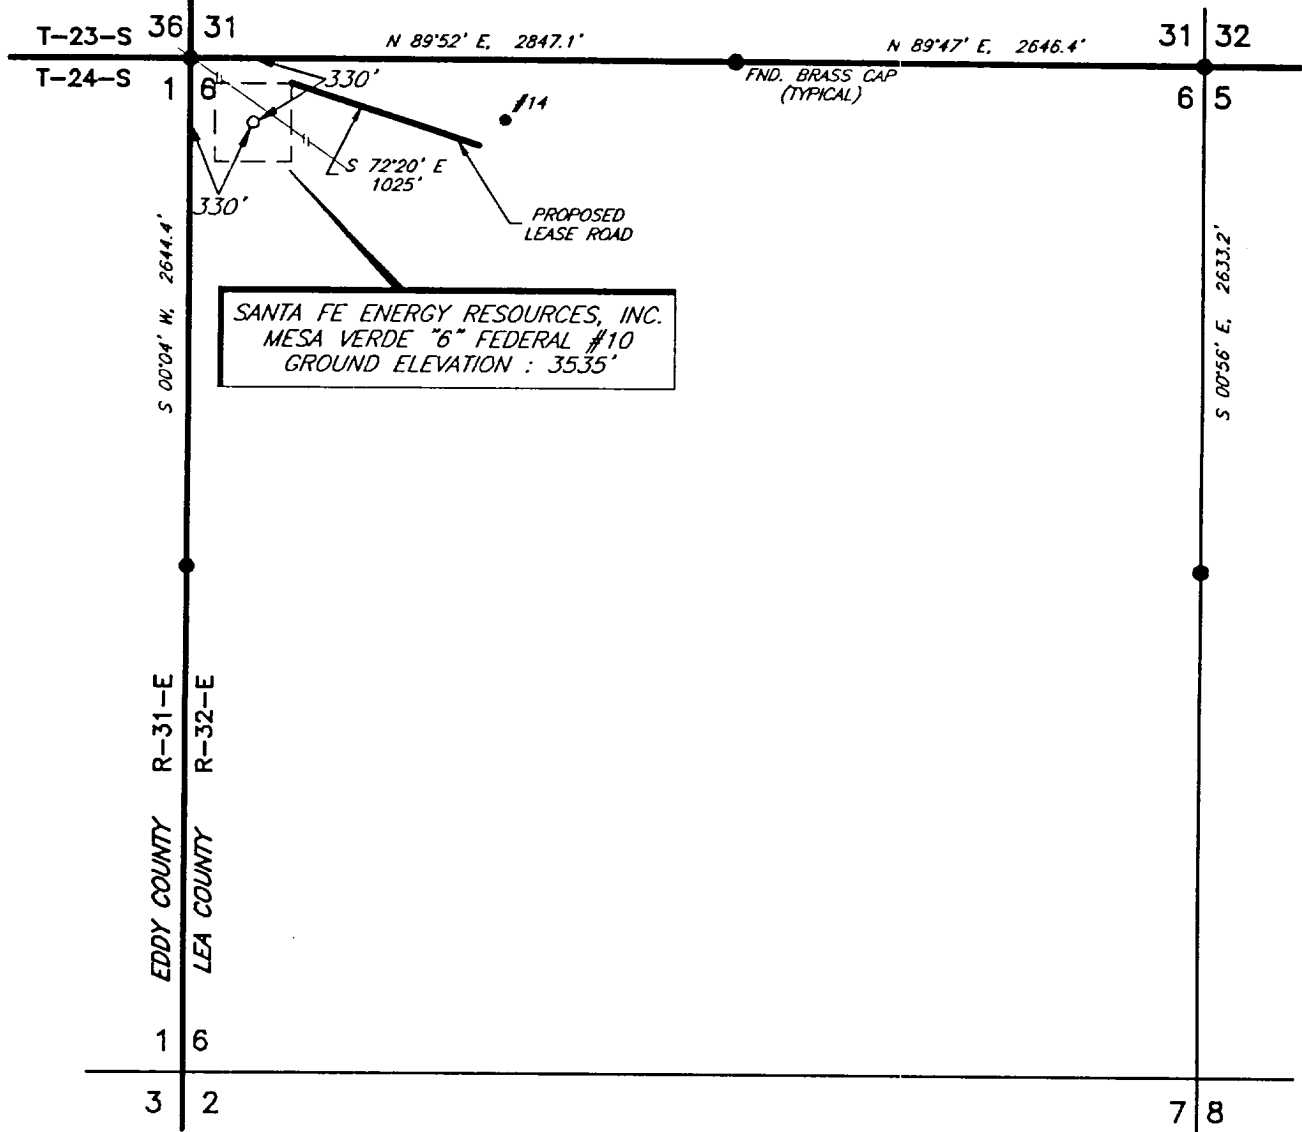 36 31
T-23-S
N 89°52' E, 2847.1'
N 89°47' E, 2646.4'
31 32
T-24-S
1 6
330'
FND. BRASS CAP
(TYPICAL)
6 5
#14
S 72°20' E
1025'
330'
PROPOSED
LEASE ROAD
S 00°04' W, 2644.4'
S 00°56' E, 2633.2'
SANTA FE ENERGY RESOURCES, INC.
MESA VERDE "6" FEDERAL #10
GROUND ELEVATION : 3535'
EDDY COUNTY R-31-E
LEA COUNTY R-32-E
1 6
3 2
7 8